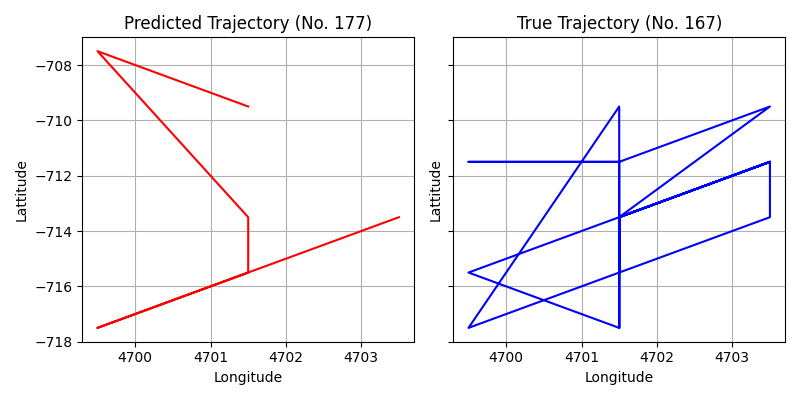 Predicted Trajectory (No. 177)
True Trajectory (No. 167)
−708
−710
−712
−714
−716
−718
Lattitude
Lattitude
4700
4701
4702
4703
4700
4701
4702
4703
Longitude
Longitude